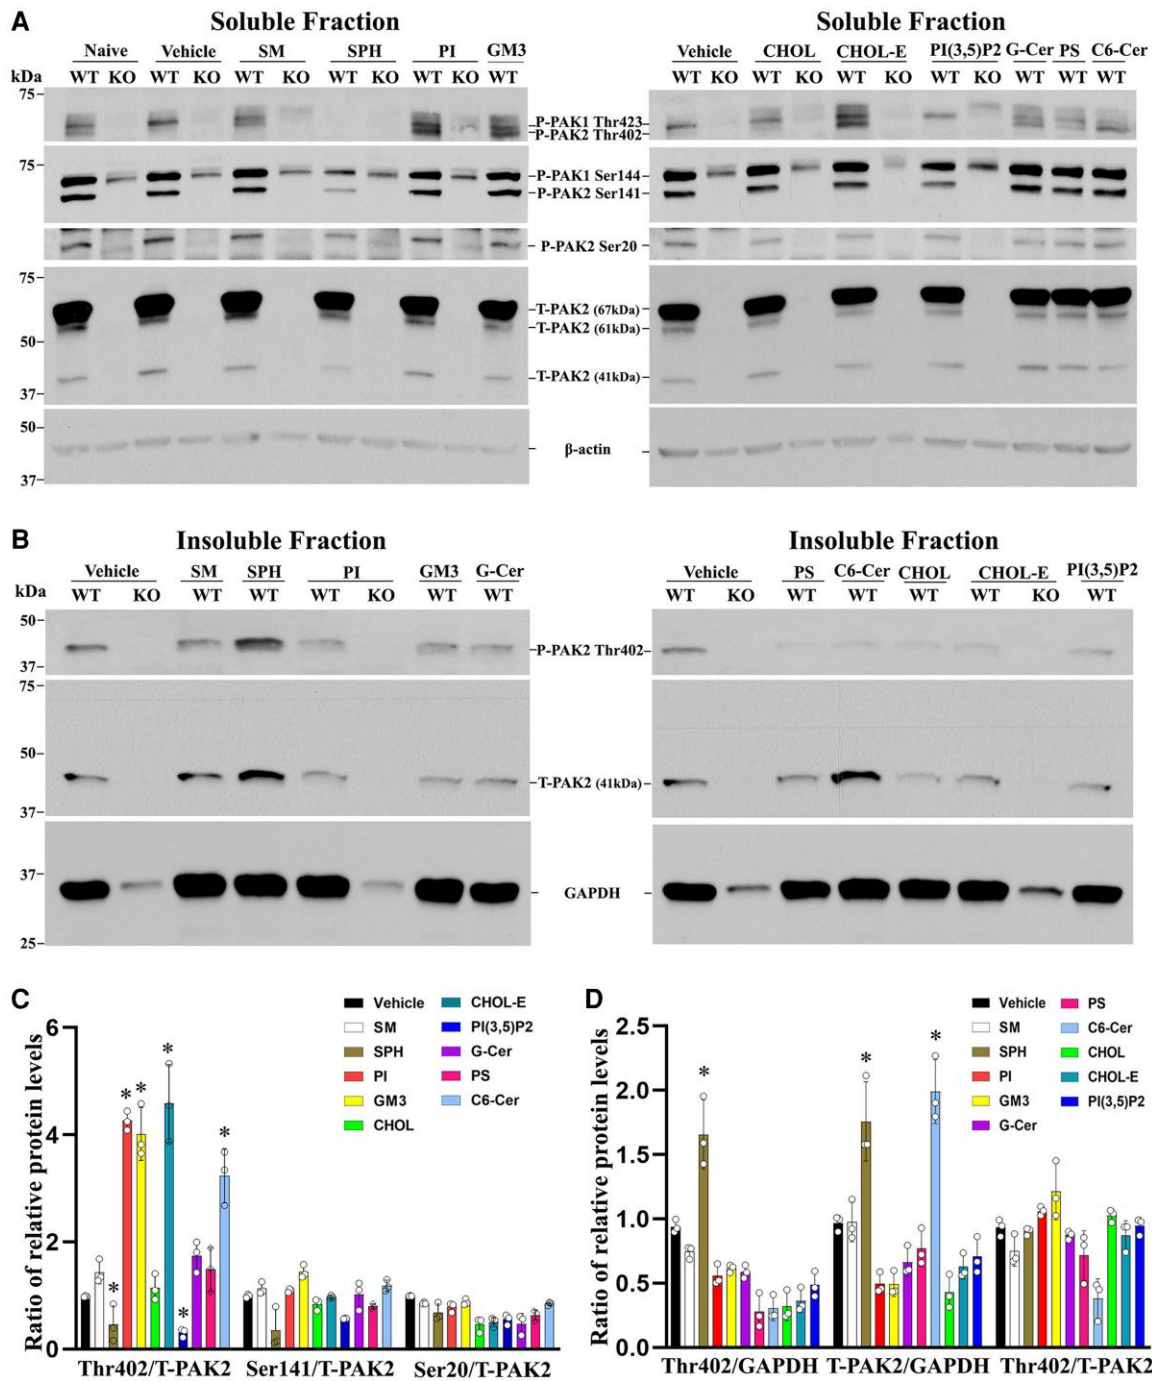 A
Soluble Fraction
Soluble Fraction
Naive Vehicle SM SPH PI GM3
Vehicle CHOL CHOL-E PI(3,5)P2 G-Cer PS C6-Cer
kDa WT KO WT KO WT KO WT KO WT KO WT
WT KO WT KO WT KO WT KO WT WT WT
75
P-PAK1 Thr423
P-PAK2 Thr402
75
P-PAK1 Ser144
P-PAK2 Ser141
P-PAK2 Ser20
75
T-PAK2 (67kDa)
T-PAK2 (61kDa)
50
T-PAK2 (41kDa)
37
50
β-actin
37
B
Insoluble Fraction
Insoluble Fraction
Vehicle SM SPH PI GM3 G-Cer
Vehicle PS C6-Cer CHOL CHOL-E PI(3,5)P2
kDa WT KO WT WT WT KO WT WT
WT KO WT WT WT WT KO WT
50
P-PAK2 Thr402
37
75
50
T-PAK2 (41kDa)
37
37
GAPDH
25
C
Ratio of relative protein levels
6
4
2
0
Vehicle
SM
SPH
PI
GM3
CHOL
CHOL-E
PI(3,5)P2
G-Cer
PS
C6-Cer
* * * * * *
Thr402/T-PAK2 Ser141/T-PAK2 Ser20/T-PAK2
D
Ratio of relative protein levels
2.5
2.0
1.5
1.0
0.5
0.0
Vehicle
SM
SPH
PI
GM3
G-Cer
PS
C6-Cer
CHOL
CHOL-E
PI(3,5)P2
* * *
Thr402/GAPDH T-PAK2/GAPDH Thr402/T-PAK2